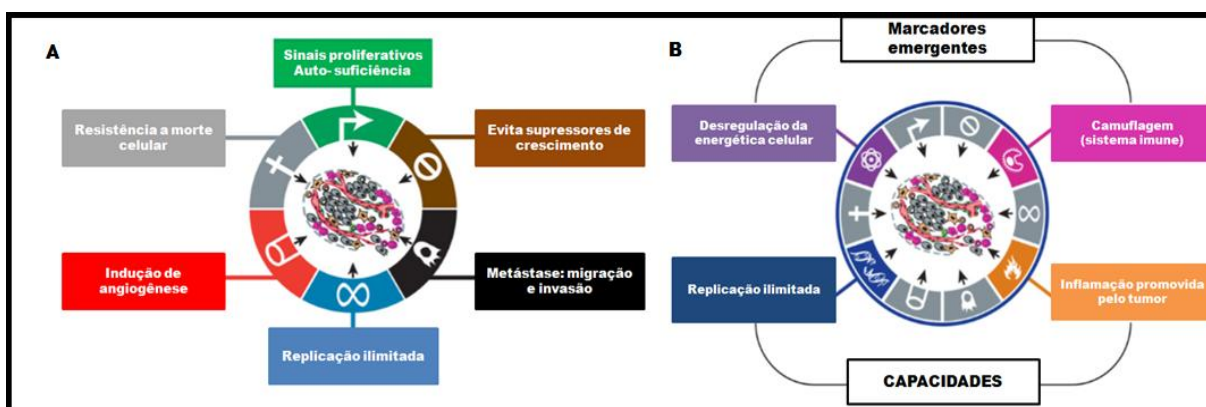 A
Sinais proliferativos
Auto- suficiência
Resistência a morte
celular
Evita supressores de
crescimento
Indução de
angiogênese
Metástase: migração
e invasão
Replicação ilimitada
B
Marcadores
emergentes
Desregulação da
energética celular
Camuflagem
(sistema imune)
Replicação ilimitada
Inflamação promovida
pelo tumor
CAPACIDADES